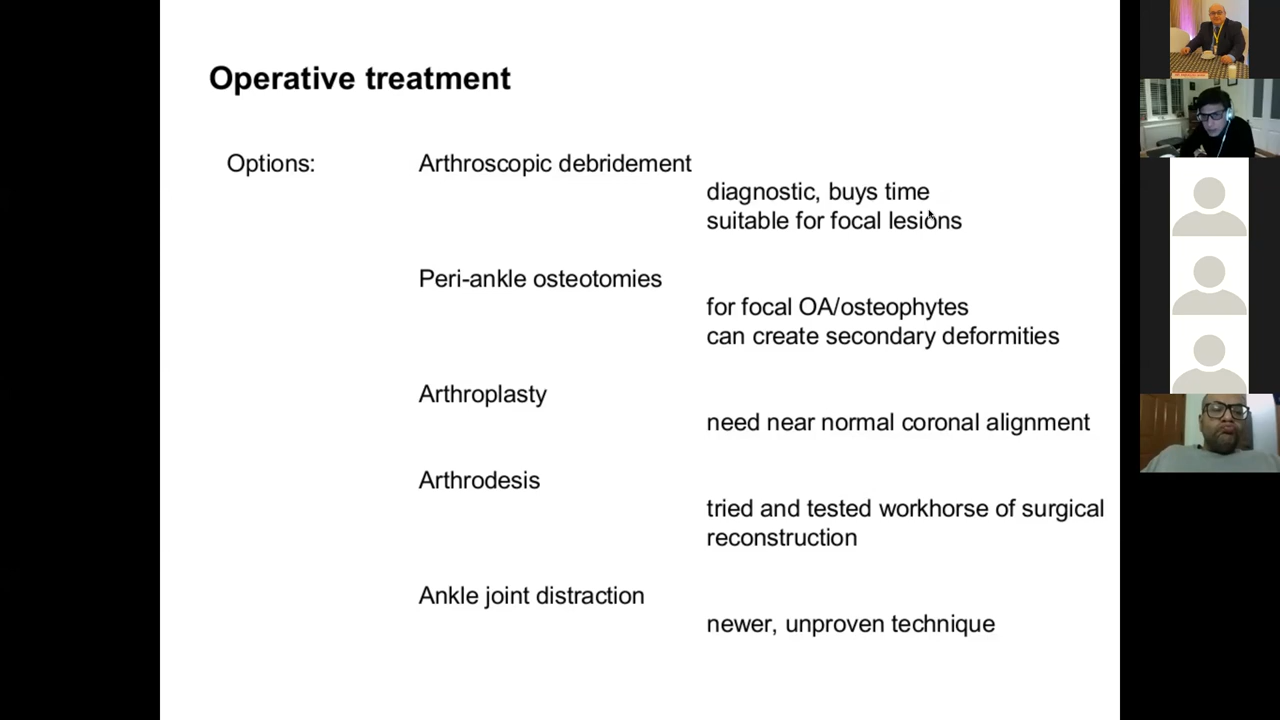 Operative treatment
Options:
Arthroscopic debridement
diagnostic, buys time
suitable for focal lesions
Peri-ankle osteotomies
for focal OA/osteophytes
can create secondary deformities
Arthroplasty
need near normal coronal alignment
Arthrodesis
tried and tested workhorse of surgical
reconstruction
Ankle joint distraction
newer, unproven technique